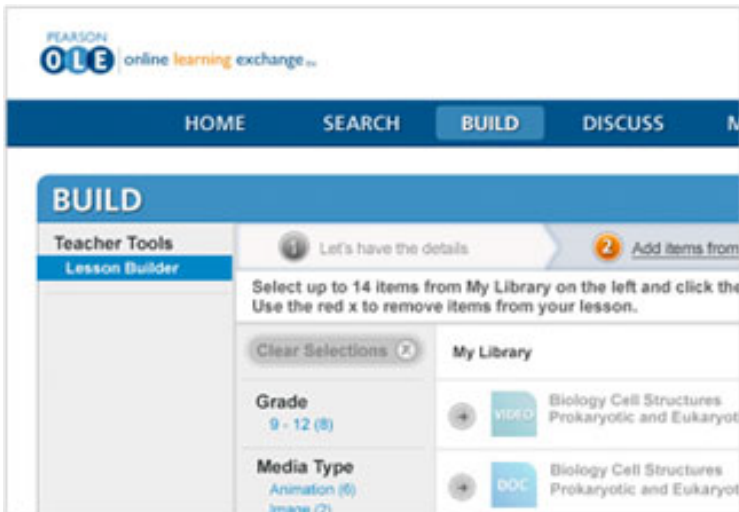 PEARSON
OLE online learning exchange
HOME SEARCH BUILD DISCUSS
BUILD
Teacher Tools
Lesson Builder
1 Let's have the details
2 Add items from
Select up to 14 items from My Library on the left and click the
Use the red x to remove items from your lesson.
Clear Selections x
My Library
Grade
9 - 12 (8)
Media Type
Animation (6)
Image (2)
VIDEO
Biology Cell Structures
Prokaryotic and Eukaryot
DOC
Biology Cell Structures
Prokaryotic and Eukaryot